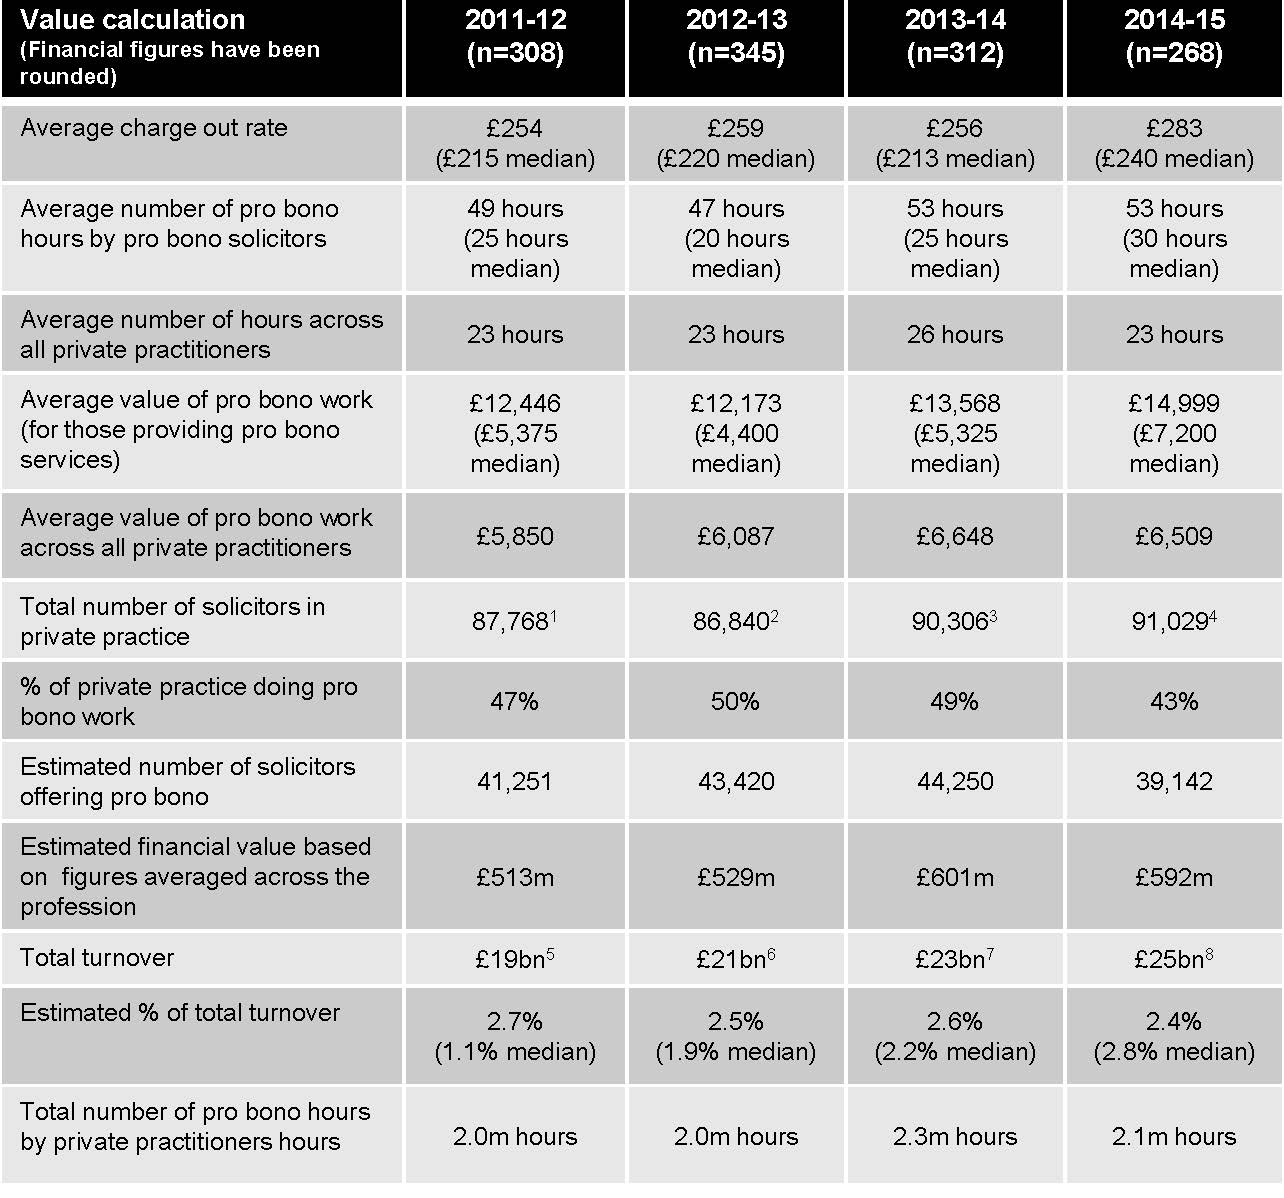 Value calculation
(Financial figures have been
rounded)
2011-12
(n=308)
2012-13
(n=345)
2013-14
(n=312)
2014-15
(n=268)
Average charge out rate
£254
(£215 median)
£259
(£220 median)
£256
(£213 median)
£283
(£240 median)
Average number of pro bono
hours by pro bono solicitors
49 hours
(25 hours
median)
47 hours
(20 hours
median)
53 hours
(25 hours
median)
53 hours
(30 hours
median)
Average number of hours across
all private practitioners
23 hours
23 hours
26 hours
23 hours
Average value of pro bono work
(for those providing pro bono
services)
£12,446
(£5,375
median)
£12,173
(£4,400
median)
£13,568
(£5,325
median)
£14,999
(£7,200
median)
Average value of pro bono work
across all private practitioners
£5,850
£6,087
£6,648
£6,509
Total number of solicitors in
private practice
87,768¹
86,840²
90,306³
91,029⁴
% of private practice doing pro
bono work
47%
50%
49%
43%
Estimated number of solicitors
offering pro bono
41,251
43,420
44,250
39,142
Estimated financial value based
on figures averaged across the
profession
£513m
£529m
£601m
£592m
Total turnover
£19bn⁵
£21bn⁶
£23bn⁷
£25bn⁸
Estimated % of total turnover
2.7%
(1.1% median)
2.5%
(1.9% median)
2.6%
(2.2% median)
2.4%
(2.8% median)
Total number of pro bono hours
by private practitioners hours
2.0m hours
2.0m hours
2.3m hours
2.1m hours